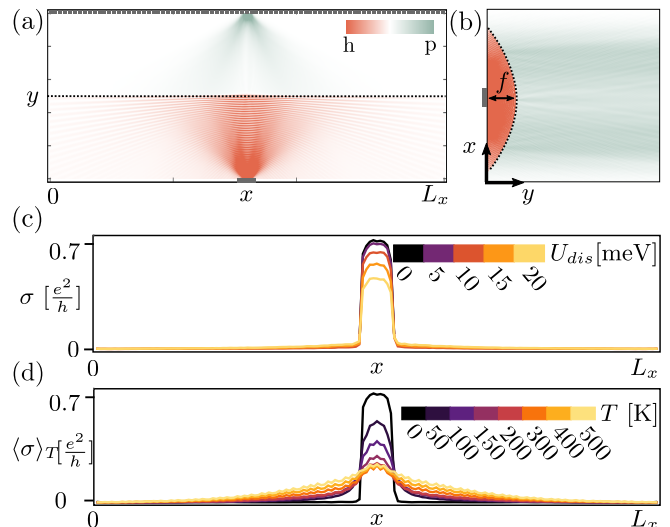 (a)
h p
y
0 x L_x
(b)
f
x
y
(c)
0.7
σ [e²/h]
0
U_dis[meV]
0 5 10 15 20
x L_x
(d)
0.7
⟨σ⟩_T[e²/h]
0
T [K]
0 50 100 150 200 300 400 500
0 x L_x